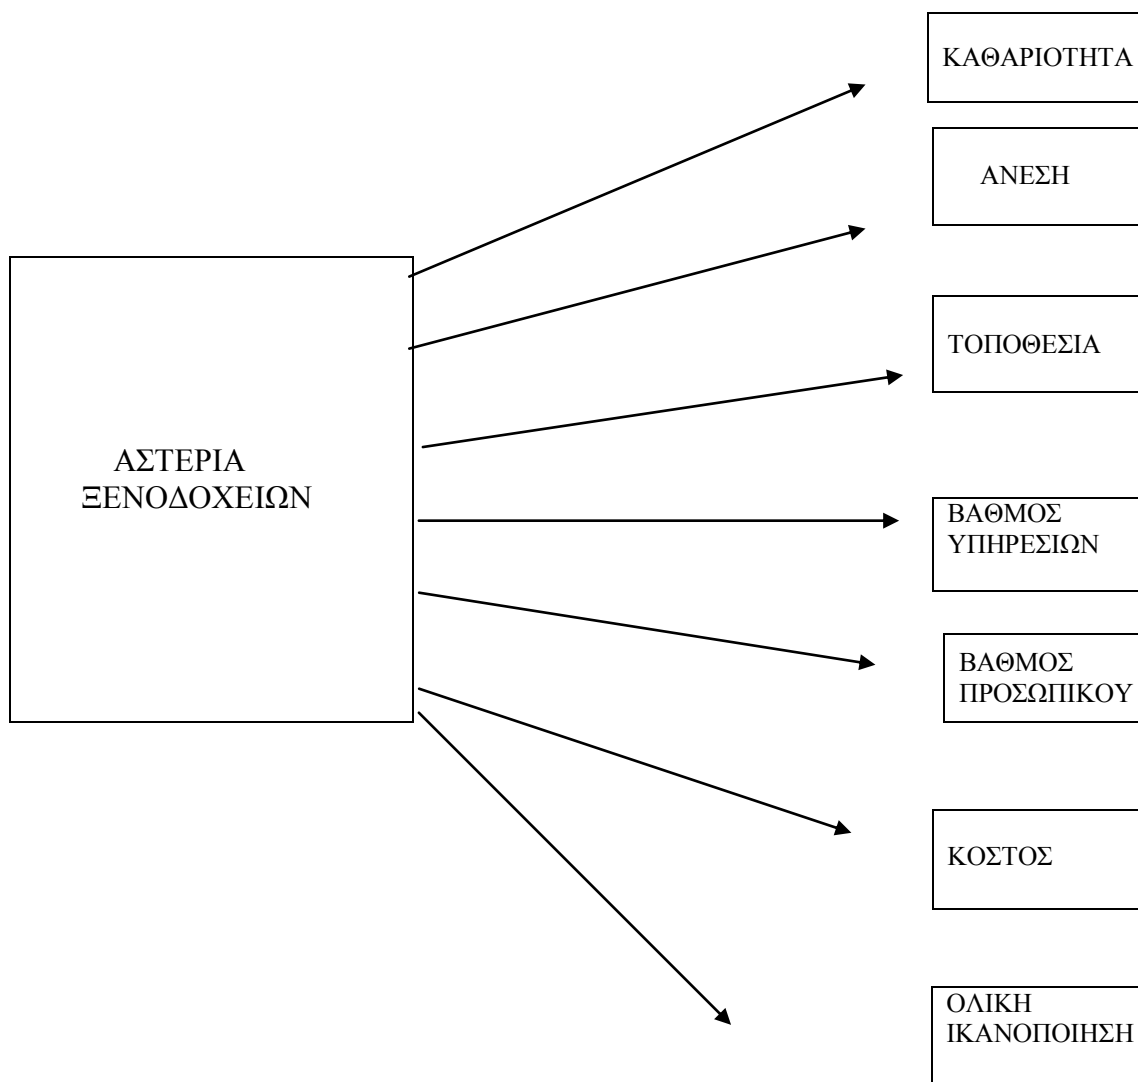 ΚΑΘΑΡΙΟΤΗΤΑ
ΑΝΕΣΗ
ΤΟΠΟΘΕΣΙΑ
ΑΣΤΕΡΙΑ
ΞΕΝΟΔΟΧΕΙΩΝ
ΒΑΘΜΟΣ
ΥΠΗΡΕΣΙΩΝ
ΒΑΘΜΟΣ
ΠΡΟΣΩΠΙΚΟΥ
ΚΟΣΤΟΣ
ΟΛΙΚΗ
ΙΚΑΝΟΠΟΙΗΣΗ